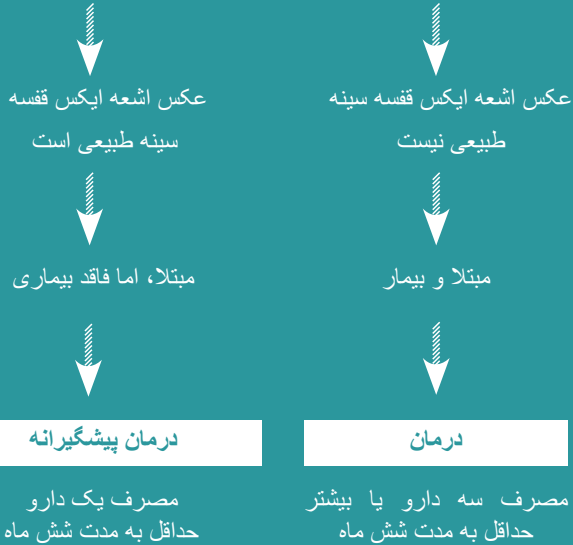 عکس اشعه ایکس قفسه سینه
طبیعی نیست
مبتلا و بیمار
درمان
مصرف سه دارو یا بیشتر
حداقل به مدت شش ماه
عکس اشعه ایکس قفسه
سینه طبیعی است
مبتلا، اما فاقد بیماری
درمان پیشگیرانه
مصرف یک دارو
حداقل به مدت شش ماه